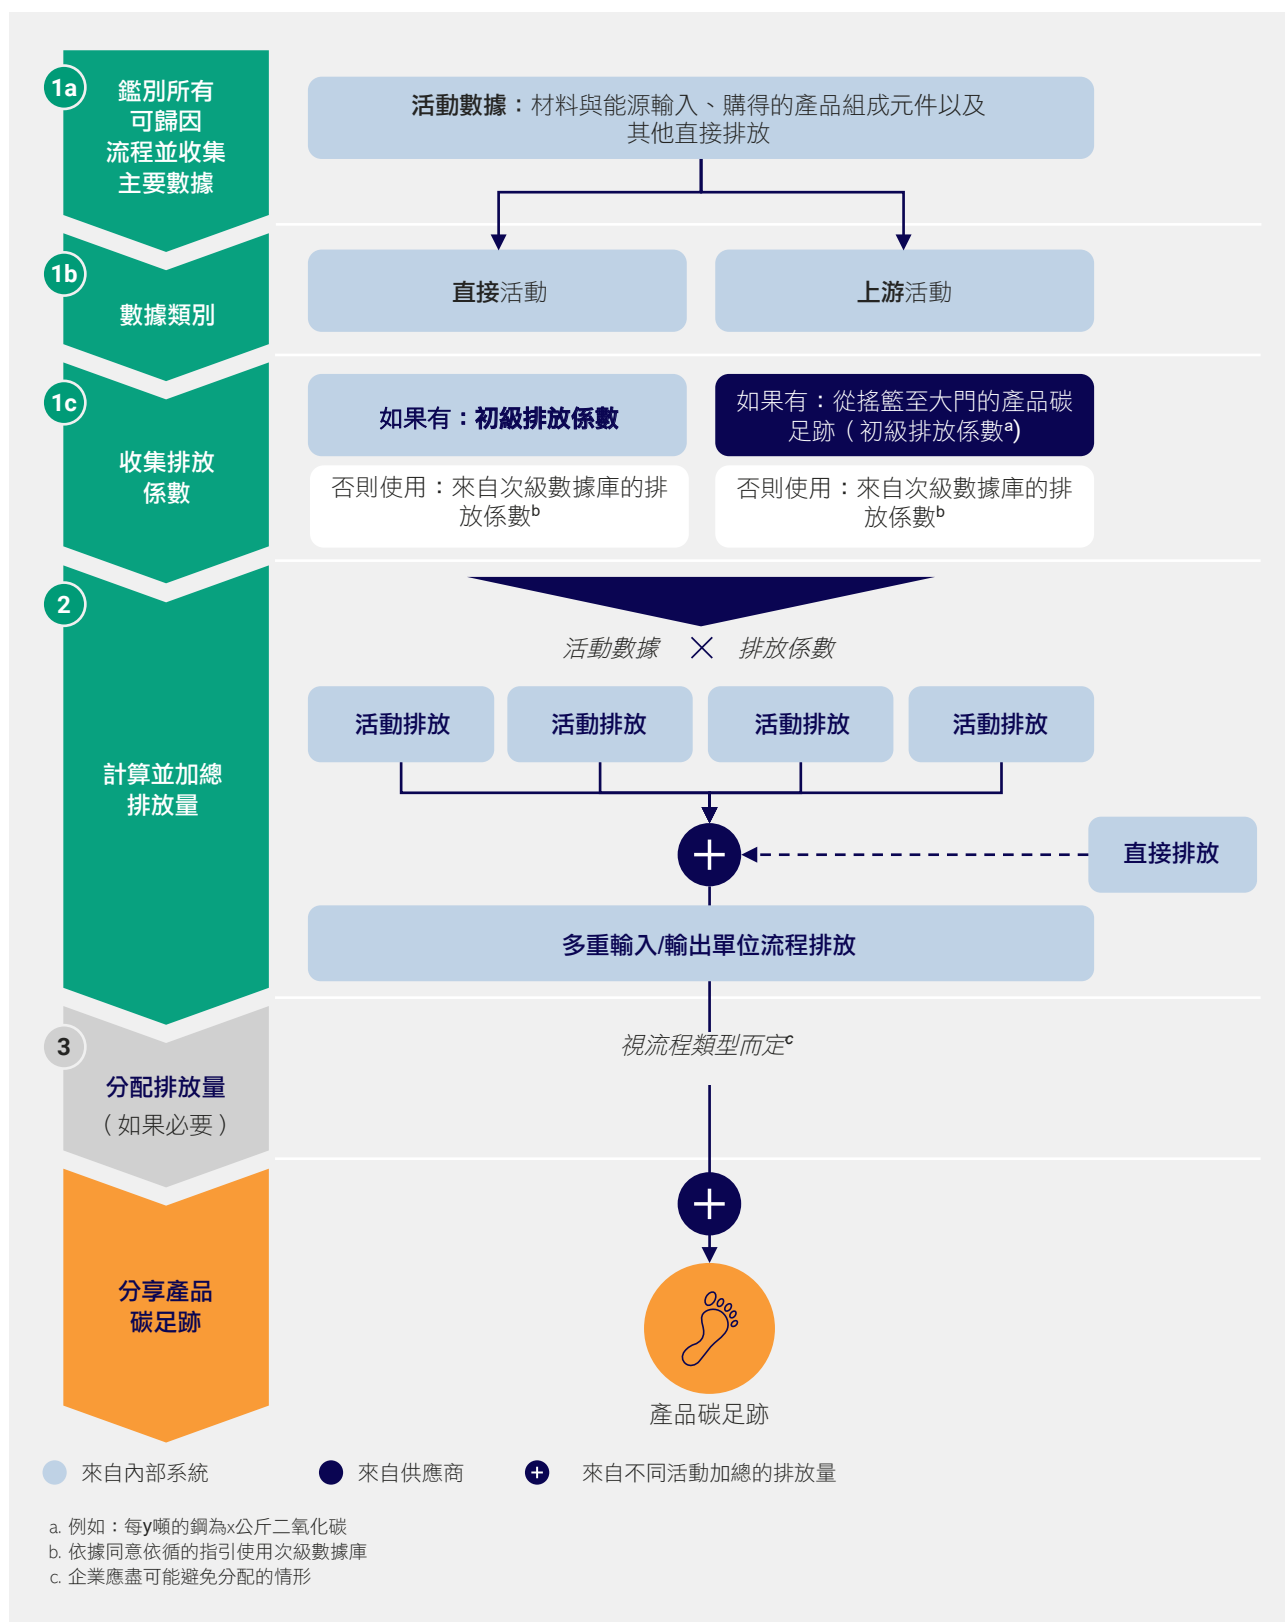 1a
鑑別所有
可歸因
流程並收集
主要數據
活動數據：材料與能源輸入、購得的產品組成元件以及
其他直接排放
1b
數據類別
直接活動
上游活動
1c
收集排放
係數
如果有：初級排放係數
如果有：從搖籃至大門的產品碳
足跡（初級排放係數a)
否則使用：來自次級數據庫的排
放係數b
否則使用：來自次級數據庫的排
放係數b
2
計算並加總
排放量
活動數據 × 排放係數
活動排放
活動排放
活動排放
活動排放
直接排放
多重輸入/輸出單位流程排放
3
分配排放量
（如果必要）
視流程類型而定c
分享產品
碳足跡
產品碳足跡
來自內部系統
來自供應商
來自不同活動加總的排放量
a. 例如：每y噸的鋼為x公斤二氧化碳
b. 依據同意依循的指引使用次級數據庫
c. 企業應盡可能避免分配的情形